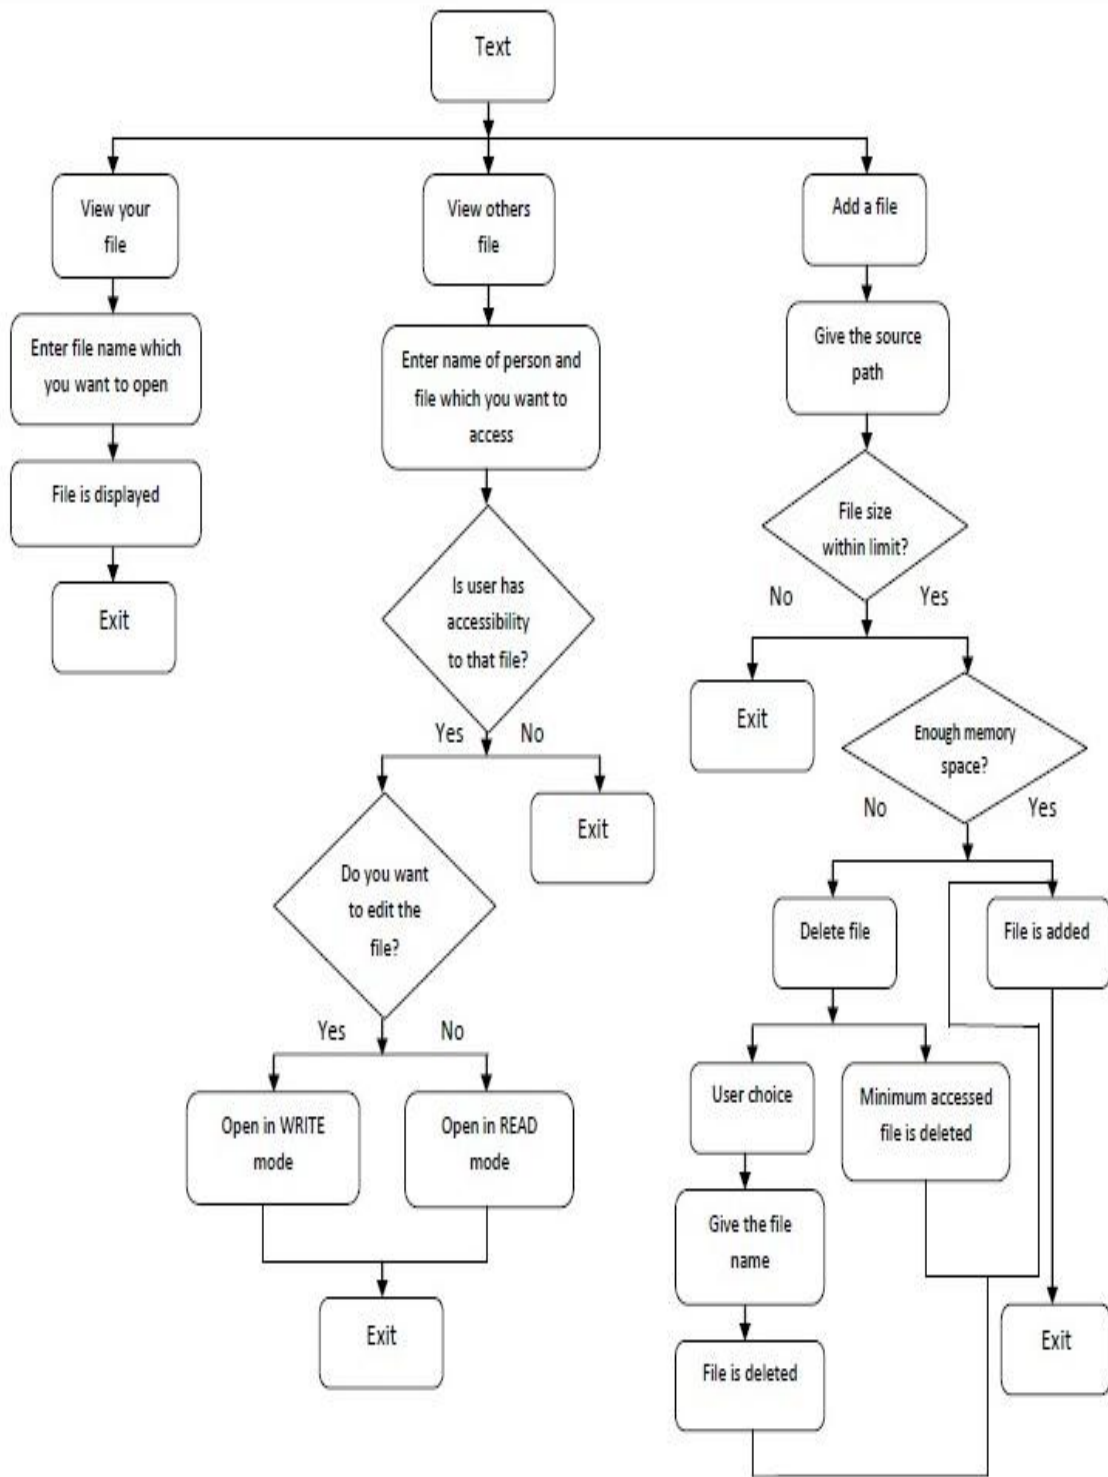 Text
View your
file
Enter file name which
you want to open
File is displayed
Exit
View others
file
Enter name of person and
file which you want to
access
Is user has
accessibility
to that file?
Yes
No
Exit
Do you want
to edit the
file?
Yes
No
Open in WRITE
mode
Open in READ
mode
Exit
Add a file
Give the source
path
File size
within limit?
No
Yes
Exit
Enough memory
space?
No
Yes
Delete file
File is added
User choice
Minimum accessed
file is deleted
Give the file
name
File is deleted
Exit